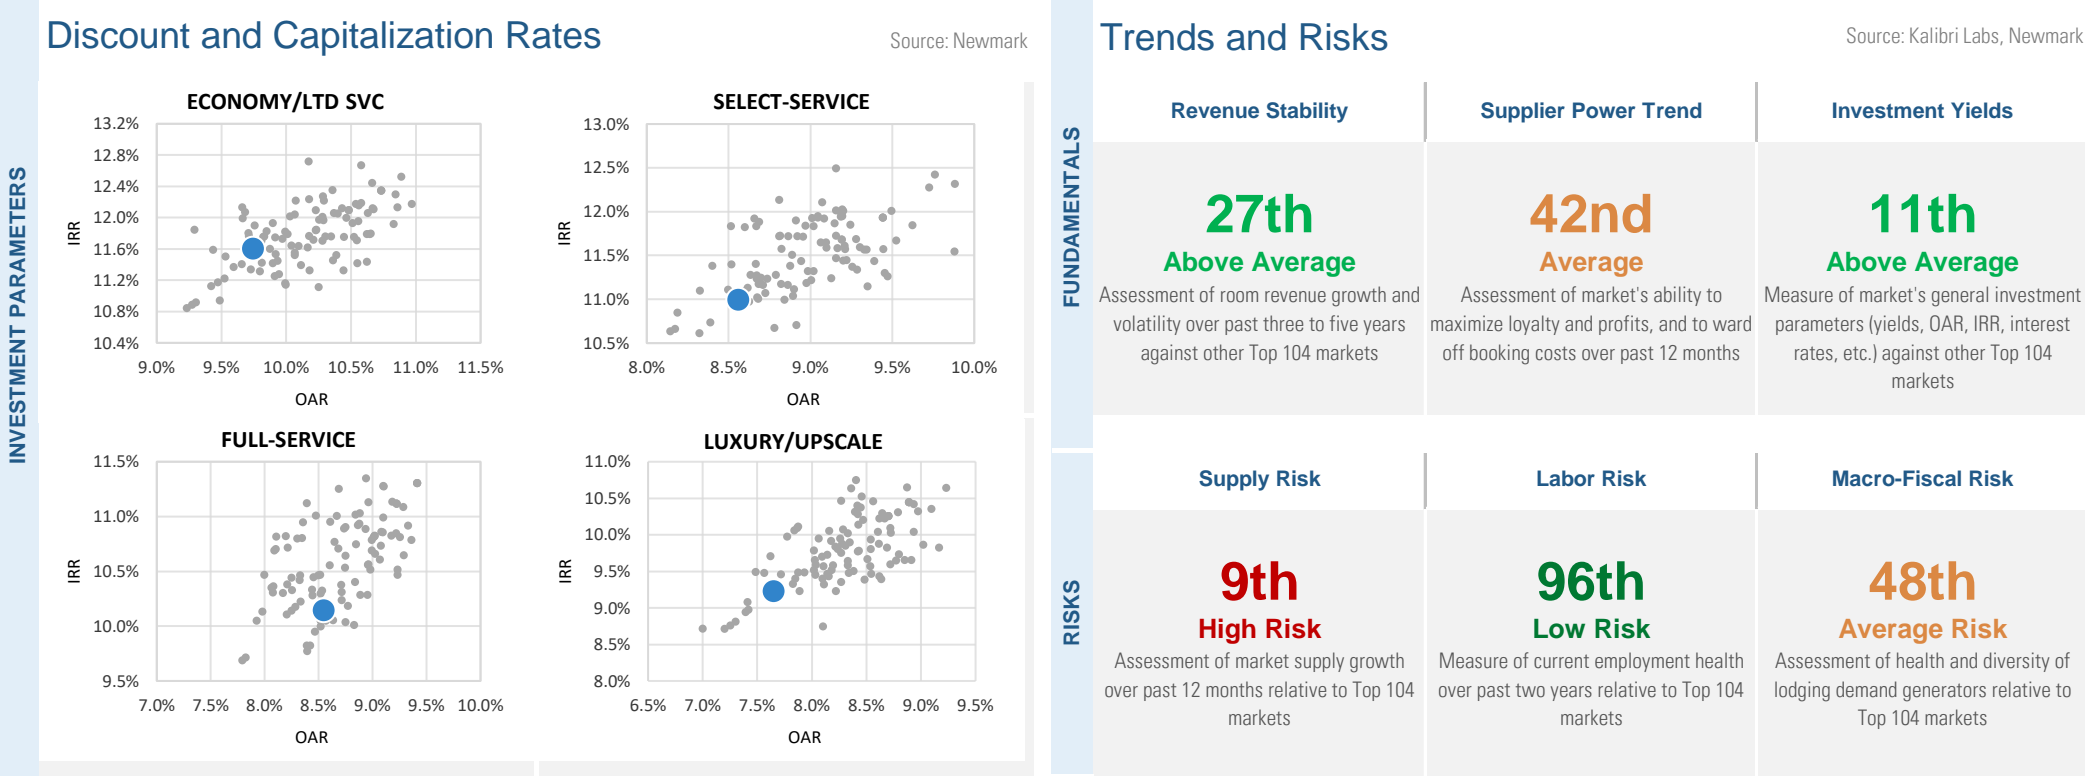 Discount and Capitalization Rates
Source: Newmark
INVESTMENT PARAMETERS
ECONOMY/LTD SVC
13.2%
12.8%
12.4%
12.0%
11.6%
11.2%
10.8%
10.4%
IRR
9.0% 9.5% 10.0% 10.5% 11.0% 11.5%
OAR
SELECT-SERVICE
13.0%
12.5%
12.0%
11.5%
11.0%
10.5%
IRR
8.0% 8.5% 9.0% 9.5% 10.0%
OAR
FULL-SERVICE
11.5%
11.0%
10.5%
10.0%
9.5%
IRR
7.0% 7.5% 8.0% 8.5% 9.0% 9.5% 10.0%
OAR
LUXURY/UPSCALE
11.0%
10.5%
10.0%
9.5%
9.0%
8.5%
8.0%
IRR
6.5% 7.0% 7.5% 8.0% 8.5% 9.0% 9.5%
OAR
Trends and Risks
Source: Kalibri Labs, Newmark
FUNDAMENTALS
Revenue Stability
27th
Above Average
Assessment of room revenue growth and
volatility over past three to five years
against other Top 104 markets
Supplier Power Trend
42nd
Average
Assessment of market's ability to
maximize loyalty and profits, and to ward
off booking costs over past 12 months
Investment Yields
11th
Above Average
Measure of market's general investment
parameters (yields, OAR, IRR, interest
rates, etc.) against other Top 104
markets
RISKS
Supply Risk
9th
High Risk
Assessment of market supply growth
over past 12 months relative to Top 104
markets
Labor Risk
96th
Low Risk
Measure of current employment health
over past two years relative to Top 104
markets
Macro-Fiscal Risk
48th
Average Risk
Assessment of health and diversity of
lodging demand generators relative to
Top 104 markets